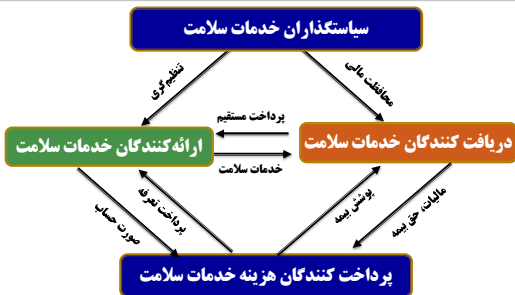 سیاستگذاران خدمات سلامت
تنظیم‌گری
محافظت مالی
پرداخت مستقیم
دریافت کنندگان خدمات سلامت
ارائه‌کنندگان خدمات سلامت
خدمات سلامت
مالیات، حق بیمه
پوشش بیمه
پرداخت تعرفه
صورت حساب
پرداخت کنندگان هزینه خدمات سلامت